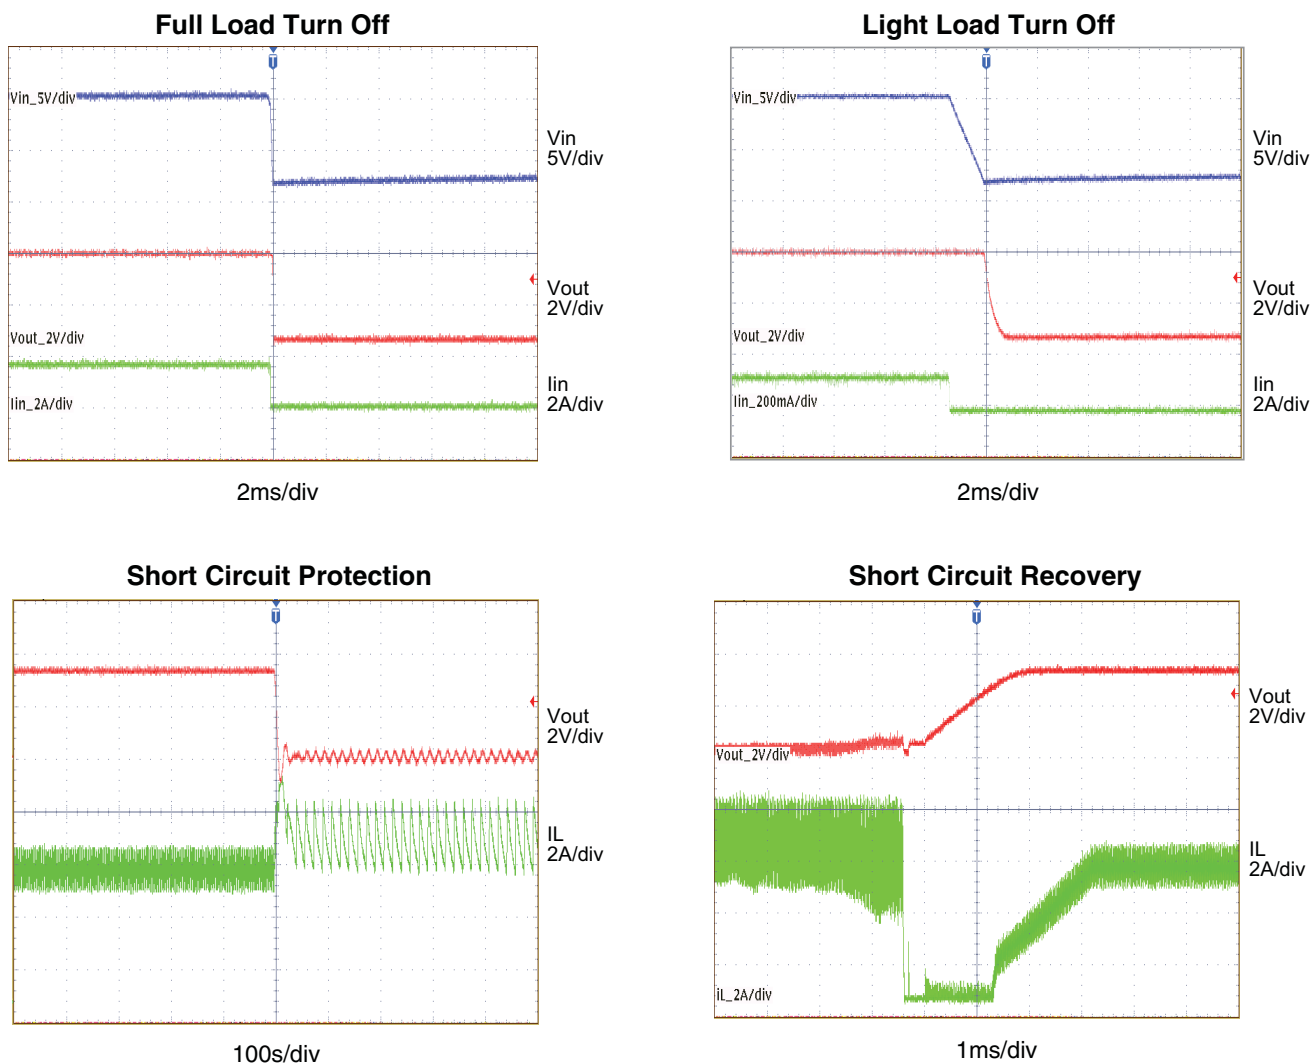 Full Load Turn Off
T
Vin_5V/div
Vin
5V/div
Vout_2V/div
Vout
2V/div
Iin_2A/div
Iin
2A/div
2ms/div
Light Load Turn Off
T
Vin_5V/div
Vin
5V/div
Vout_2V/div
Vout
2V/div
Iin_200mA/div
Iin
2A/div
2ms/div
Short Circuit Protection
T
Vout
2V/div
IL
2A/div
100s/div
Short Circuit Recovery
T
Vout_2V/div
Vout
2V/div
IL
2A/div
iL_2A/div
1ms/div